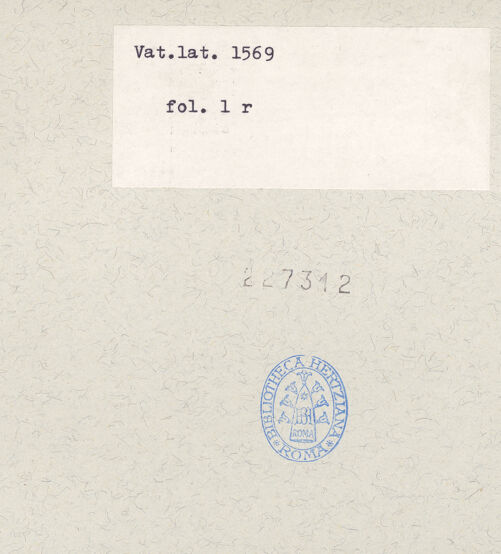 Vat.lat. 1569
fol. 1 r
227312
BIBLIOTHECA HERTZIANA
ROMA
ROMA